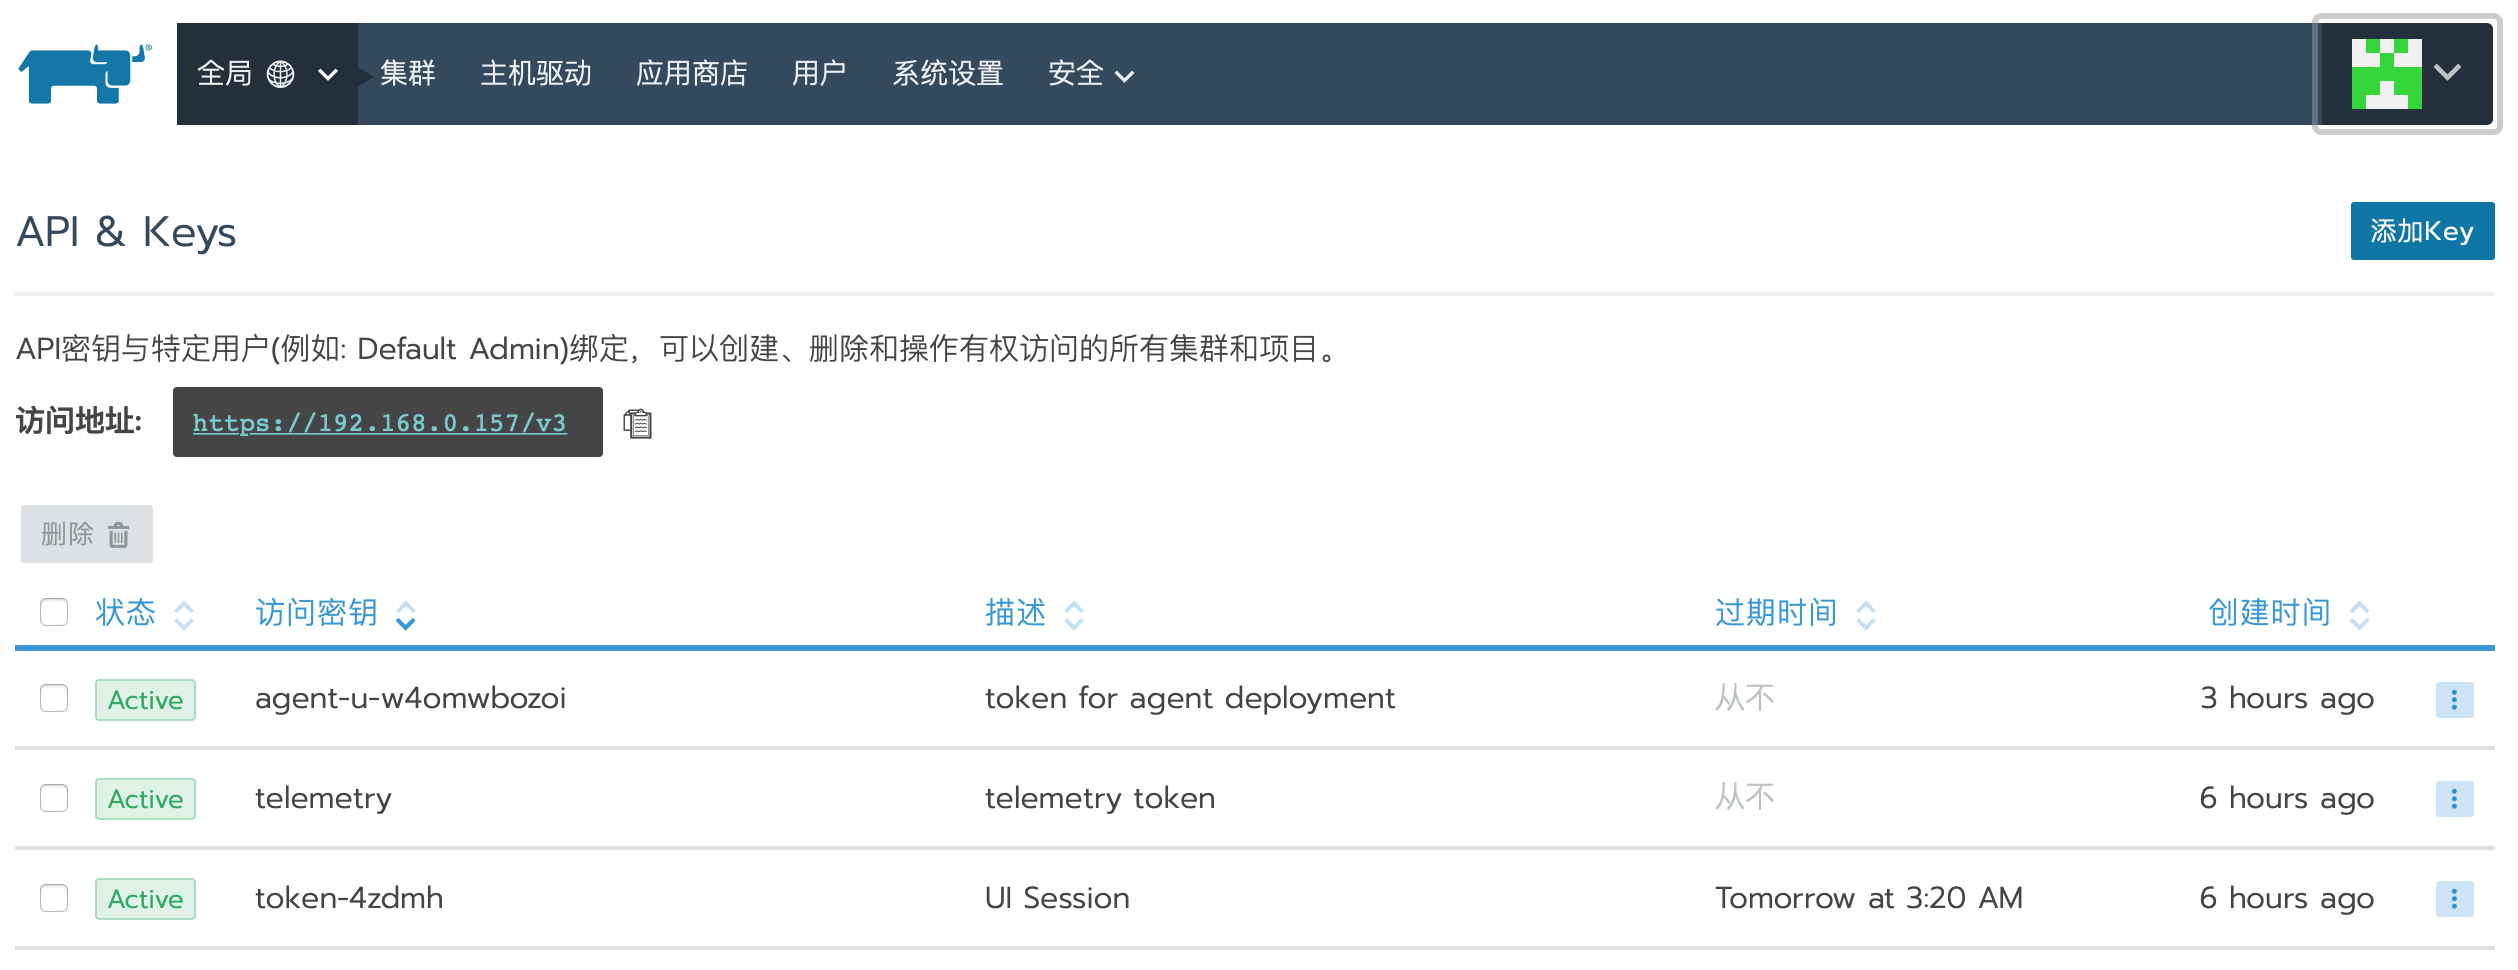 全局 集群 主机驱动 应用商店 用户 系统设置 安全
API & Keys
添加Key
API密钥与特定用户(例如: Default Admin)绑定，可以创建、删除和操作有权访问的所有集群和项目。
访问地址: https://192.168.0.157/v3
删除
状态 访问密钥 描述 过期时间 创建时间
Active agent-u-w4omwbozoi token for agent deployment 从不 3 hours ago
Active telemetry telemetry token 从不 6 hours ago
Active token-4zdmh UI Session Tomorrow at 3:20 AM 6 hours ago